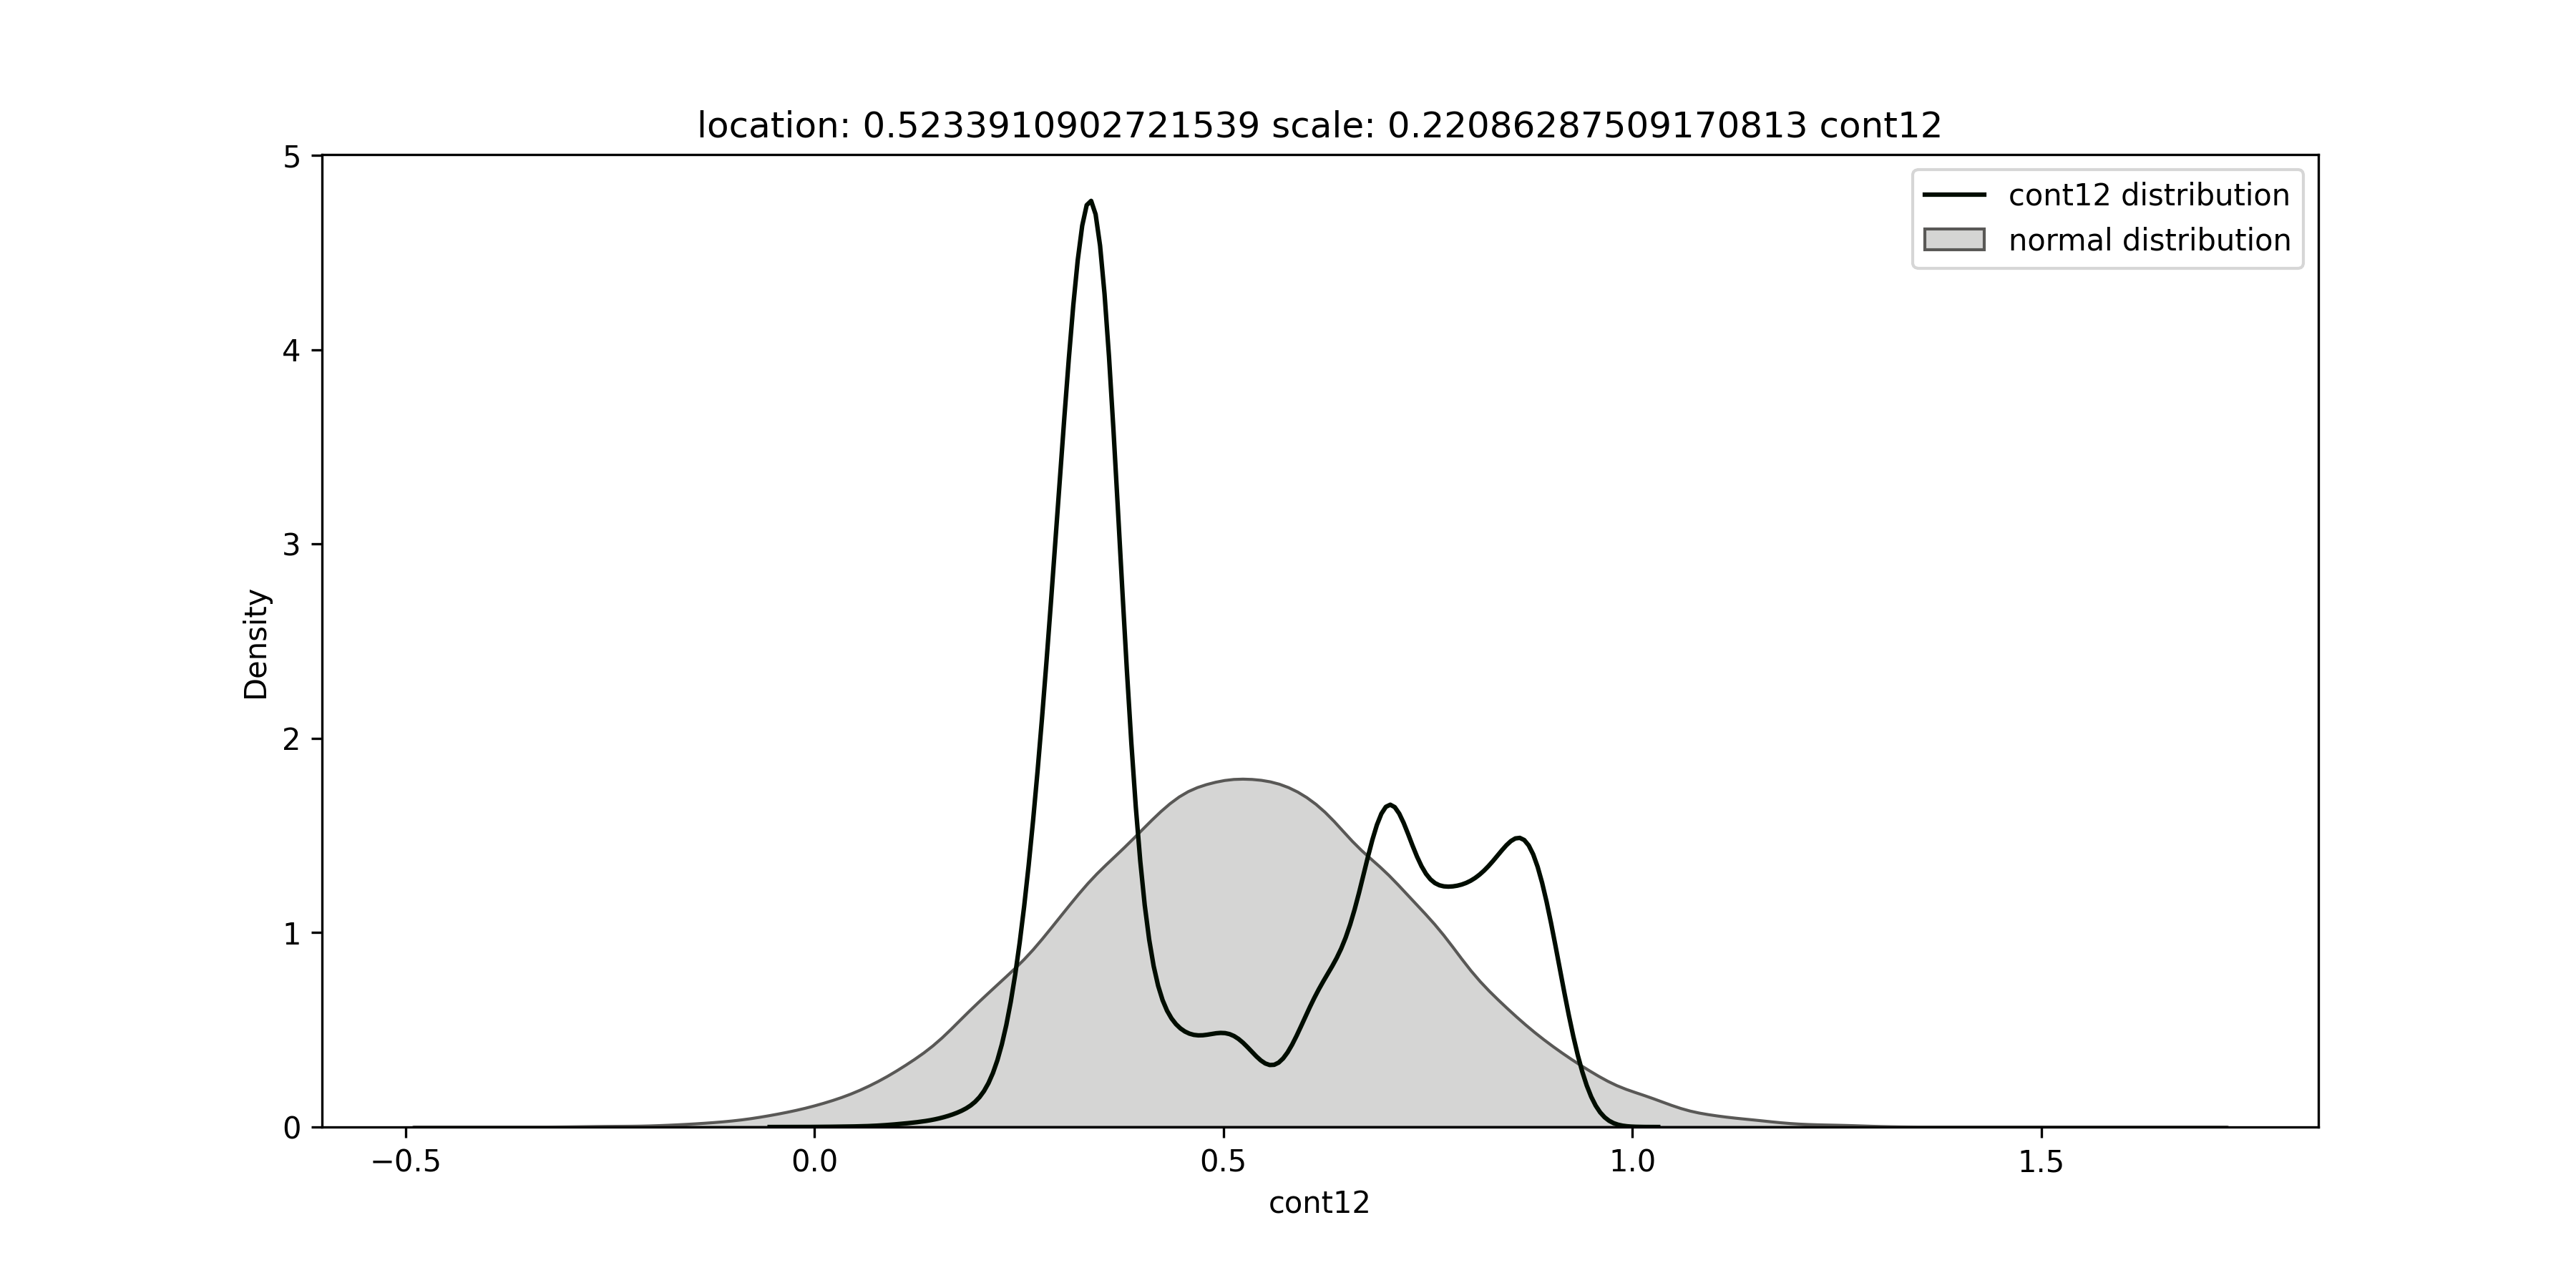 location: 0.5233910902721539 scale: 0.22086287509170813 cont12
cont12 distribution
normal distribution
Density
5
4
3
2
1
0
−0.5
0.0
0.5
1.0
1.5
cont12